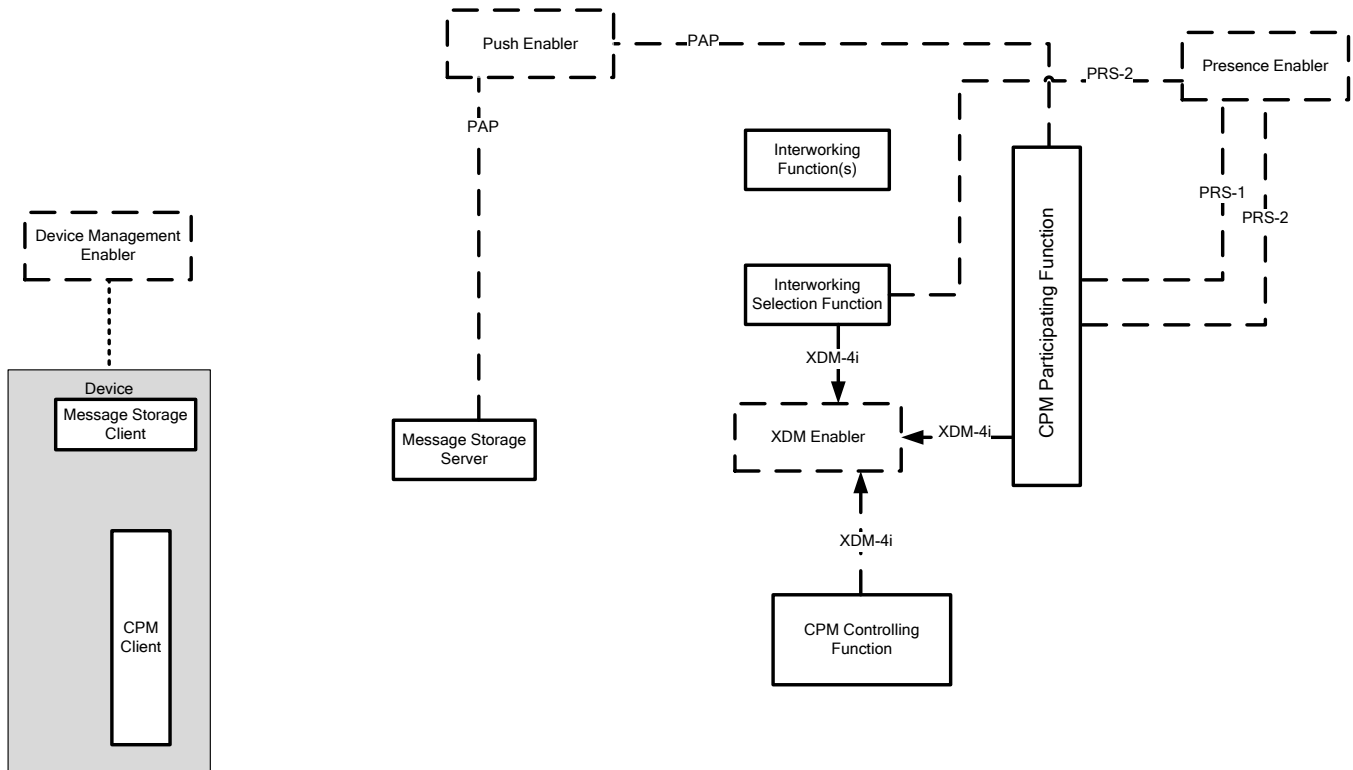 Push Enabler
PAP
Presence Enabler
PRS-2
PAP
Interworking
Function(s)
PRS-1
PRS-2
Device Management
Enabler
CPM Participating Function
Interworking
Selection Function
XDM-4i
Device
Message Storage
Client
Message Storage
Server
XDM Enabler
XDM-4i
XDM-4i
CPM
Client
CPM Controlling
Function